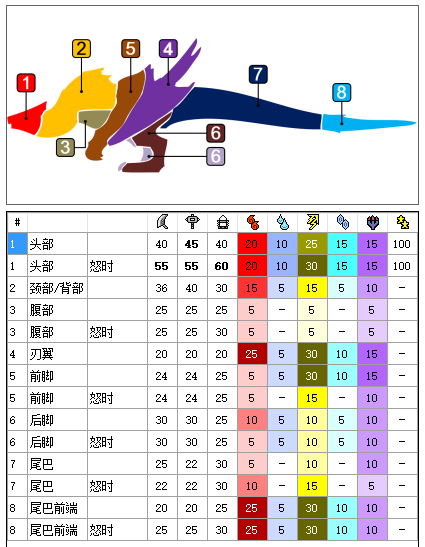 1
2
5
4
7
8
3
6
6
#
1 头部 40 45 40 20 10 25 15 15 100
1 头部 怒时 55 55 60 20 10 30 15 15 100
2 颈部/背部 36 40 30 15 5 15 5 10 −
3 腹部 25 25 25 5 − 5 − 5 −
3 腹部 怒时 25 25 25 5 − 5 − 5 −
4 刃翼 20 20 20 25 5 30 10 15 −
5 前脚 24 24 25 5 5 30 10 15 −
5 前脚 怒时 24 24 25 5 − 15 − 10 −
6 后脚 30 30 25 10 5 10 5 10 −
6 后脚 怒时 30 30 25 10 5 10 5 10 −
7 尾巴 25 22 30 5 − 10 − 10 −
7 尾巴 怒时 22 22 30 10 − 15 − 5 −
8 尾巴前端 20 20 25 25 5 30 10 10 −
8 尾巴前端 怒时 25 25 30 25 5 30 10 10 −